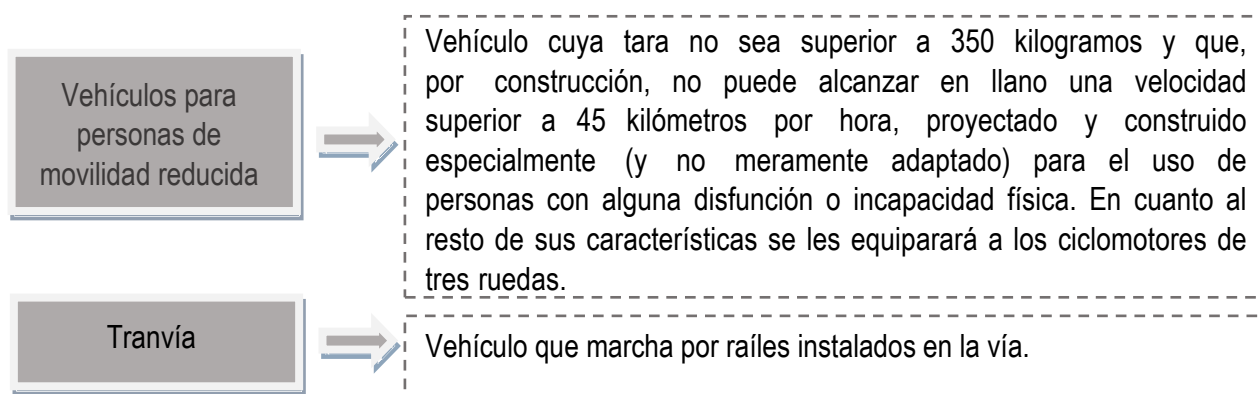 Vehículos para
personas de
movilidad reducida
Vehículo cuya tara no sea superior a 350 kilogramos y que,
por construcción, no puede alcanzar en llano una velocidad
superior a 45 kilómetros por hora, proyectado y construido
especialmente (y no meramente adaptado) para el uso de
personas con alguna disfunción o incapacidad física. En cuanto al
resto de sus características se les equiparará a los ciclomotores de
tres ruedas.
Tranvía
Vehículo que marcha por raíles instalados en la vía.